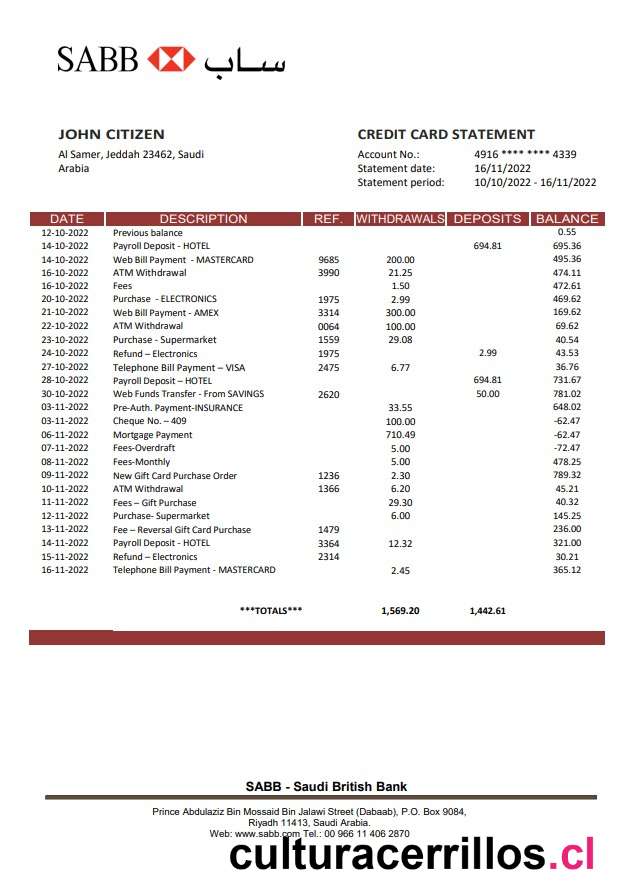 SABB ساب
JOHN CITIZEN CREDIT CARD STATEMENT
Al Samer, Jeddah 23462, Saudi Account No.: 4916 **** **** 4339
Arabia Statement date: 16/11/2022
Statement period: 10/10/2022 - 16/11/2022
DATE DESCRIPTION REF. WITHDRAWALS DEPOSITS BALANCE
12-10-2022 Previous balance 0.55
14-10-2022 Payroll Deposit - HOTEL 694.81 695.36
14-10-2022 Web Bill Payment - MASTERCARD 9685 200.00 495.36
16-10-2022 ATM Withdrawal 3990 21.25 474.11
16-10-2022 Fees 1.50 472.61
20-10-2022 Purchase - ELECTRONICS 1975 2.99 469.62
21-10-2022 Web Bill Payment - AMEX 3314 300.00 169.62
22-10-2022 ATM Withdrawal 0064 100.00 69.62
23-10-2022 Purchase - Supermarket 1559 29.08 40.54
24-10-2022 Refund – Electronics 1975 2.99 43.53
27-10-2022 Telephone Bill Payment – VISA 2475 6.77 36.76
28-10-2022 Payroll Deposit – HOTEL 694.81 731.67
30-10-2022 Web Funds Transfer - From SAVINGS 2620 50.00 781.02
03-11-2022 Pre-Auth. Payment-INSURANCE 33.55 648.02
03-11-2022 Cheque No. – 409 100.00 -62.47
06-11-2022 Mortgage Payment 710.49 -62.47
07-11-2022 Fees-Overdraft 5.00 -72.47
08-11-2022 Fees-Monthly 5.00 478.25
09-11-2022 New Gift Card Purchase Order 1236 2.30 789.32
10-11-2022 ATM Withdrawal 1366 6.20 45.21
11-11-2022 Fees – Gift Purchase 29.30 40.32
12-11-2022 Purchase- Supermarket 6.00 145.25
13-11-2022 Fee – Reversal Gift Card Purchase 1479 236.00
14-11-2022 Payroll Deposit - HOTEL 3364 12.32 321.00
15-11-2022 Refund – Electronics 2314 30.21
16-11-2022 Telephone Bill Payment - MASTERCARD 2.45 365.12
***TOTALS*** 1,569.20 1,442.61
SABB - Saudi British Bank
Prince Abdulaziz Bin Mossaid Bin Jalawi Street (Dabaab), P.O. Box 9084,
Riyadh 11413, Saudi Arabia.
Web: www.sabb.com Tel.: 00 966 11 406 2870
culturacerrillos.cl